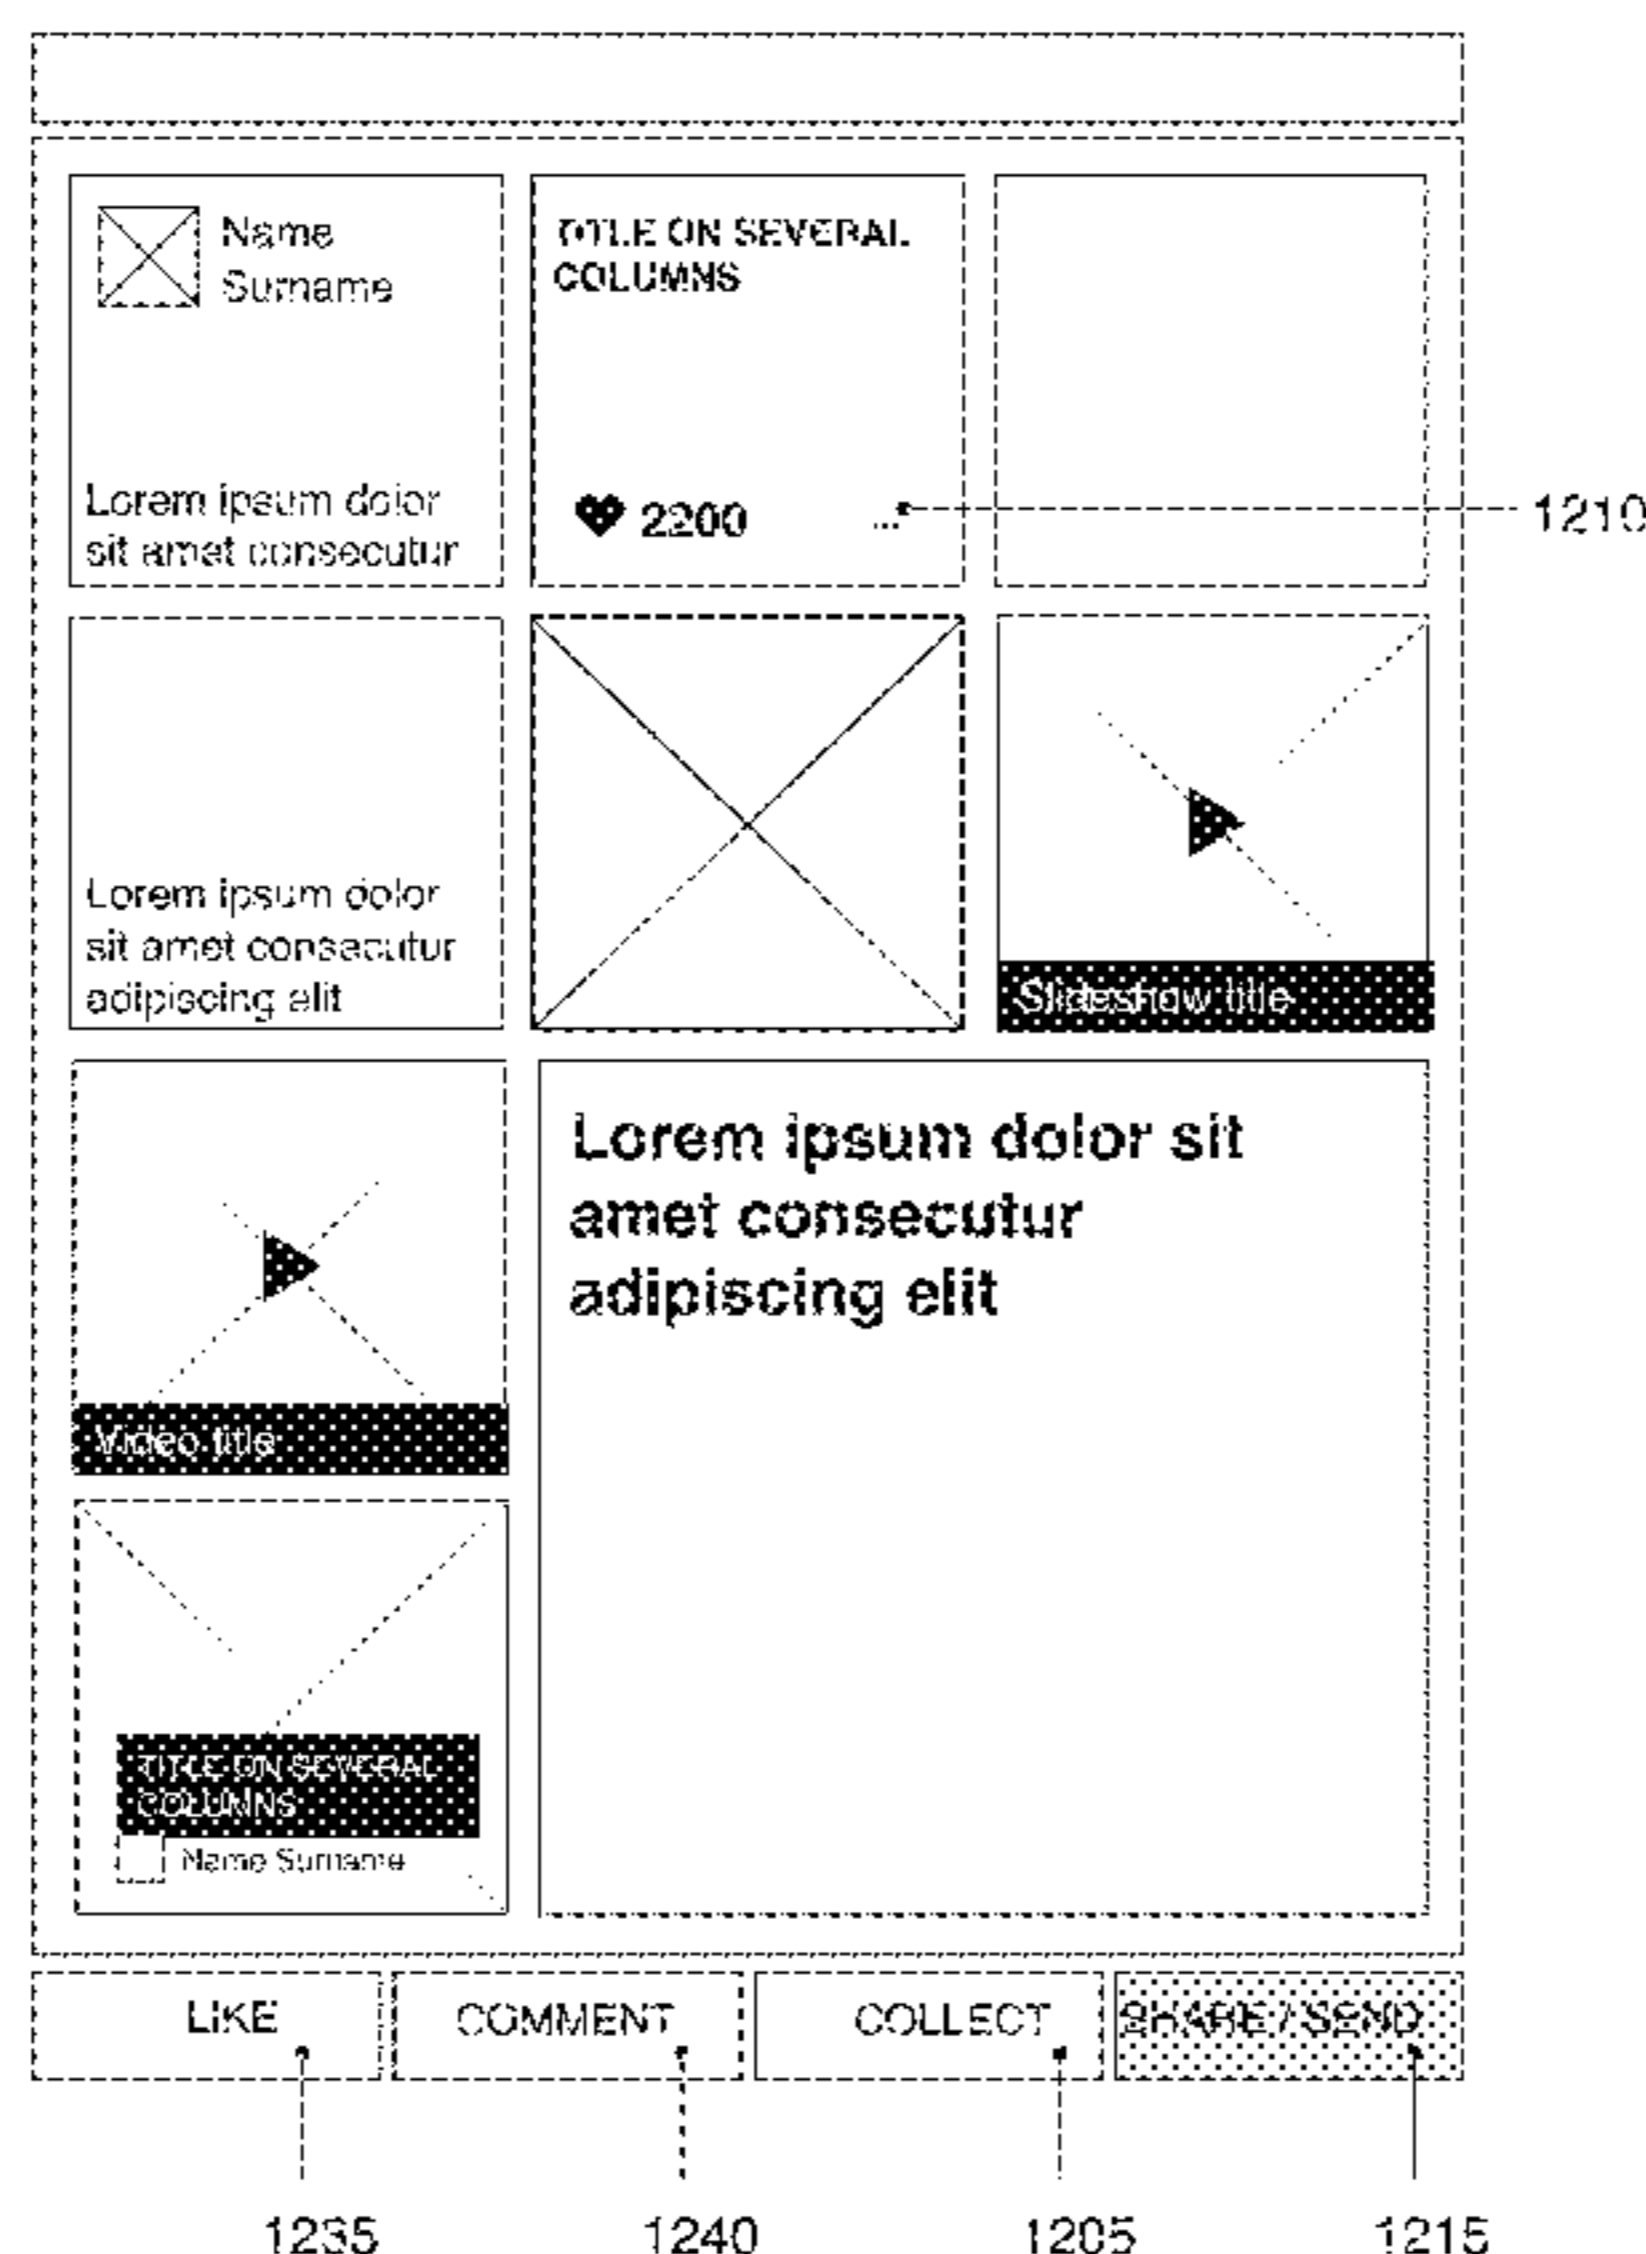 Name
Surname
TITLE ON SEVERAL
COLUMNS
Lorem ipsum dolor
sit amet consecutur
2200
...
1210
Lorem ipsum dolor
sit amet consecutur
adipiscing elit
Slideshow title
Video title
Lorem ipsum dolor sit
amet consecutur
adipiscing elit
TITLE ON SEVERAL
COLUMNS
Name Surname
LIKE
COMMENT
COLLECT
SHARE / SEND
1235
1240
1205
1215